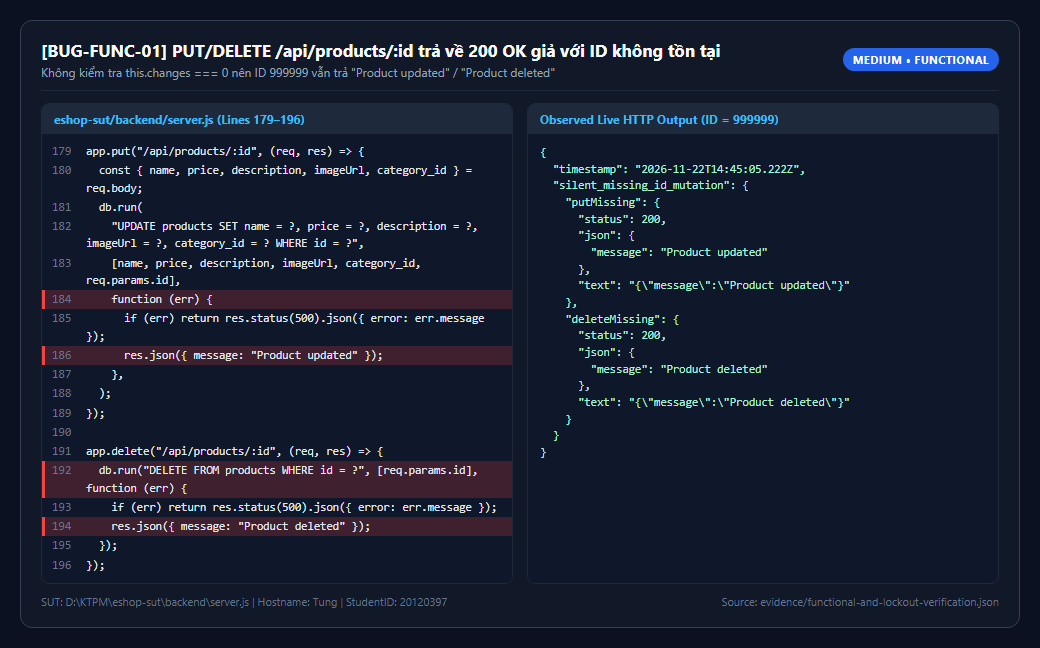 [BUG-FUNC-01] PUT/DELETE /api/products/:id trả về 200 OK giả với ID không tồn tại
Không kiểm tra this.changes === 0 nên ID 999999 vẫn trả "Product updated" / "Product deleted"
MEDIUM • FUNCTIONAL
eshop-sut/backend/server.js (Lines 179–196)
179 app.put("/api/products/:id", (req, res) => {
180   const { name, price, description, imageUrl, category_id } =
req.body;
181   db.run(
182     "UPDATE products SET name = ?, price = ?, description = ?,
imageUrl = ?, category_id = ? WHERE id = ?",
183     [name, price, description, imageUrl, category_id,
req.params.id],
184     function (err) {
185       if (err) return res.status(500).json({ error: err.message
});
186       res.json({ message: "Product updated" });
187     },
188   );
189 });
190
191 app.delete("/api/products/:id", (req, res) => {
192   db.run("DELETE FROM products WHERE id = ?", [req.params.id],
function (err) {
193     if (err) return res.status(500).json({ error: err.message });
194     res.json({ message: "Product deleted" });
195   });
196 });
Observed Live HTTP Output (ID = 999999)
{
  "timestamp": "2026-11-22T14:45:05.222Z",
  "silent_missing_id_mutation": {
    "putMissing": {
      "status": 200,
      "json": {
        "message": "Product updated"
      },
      "text": "{\"message\":\"Product updated\"}"
    },
    "deleteMissing": {
      "status": 200,
      "json": {
        "message": "Product deleted"
      },
      "text": "{\"message\":\"Product deleted\"}"
    }
  }
}
SUT: D:\KTPM\eshop-sut\backend\server.js | Hostname: Tung | StudentID: 20120397
Source: evidence/functional-and-lockout-verification.json